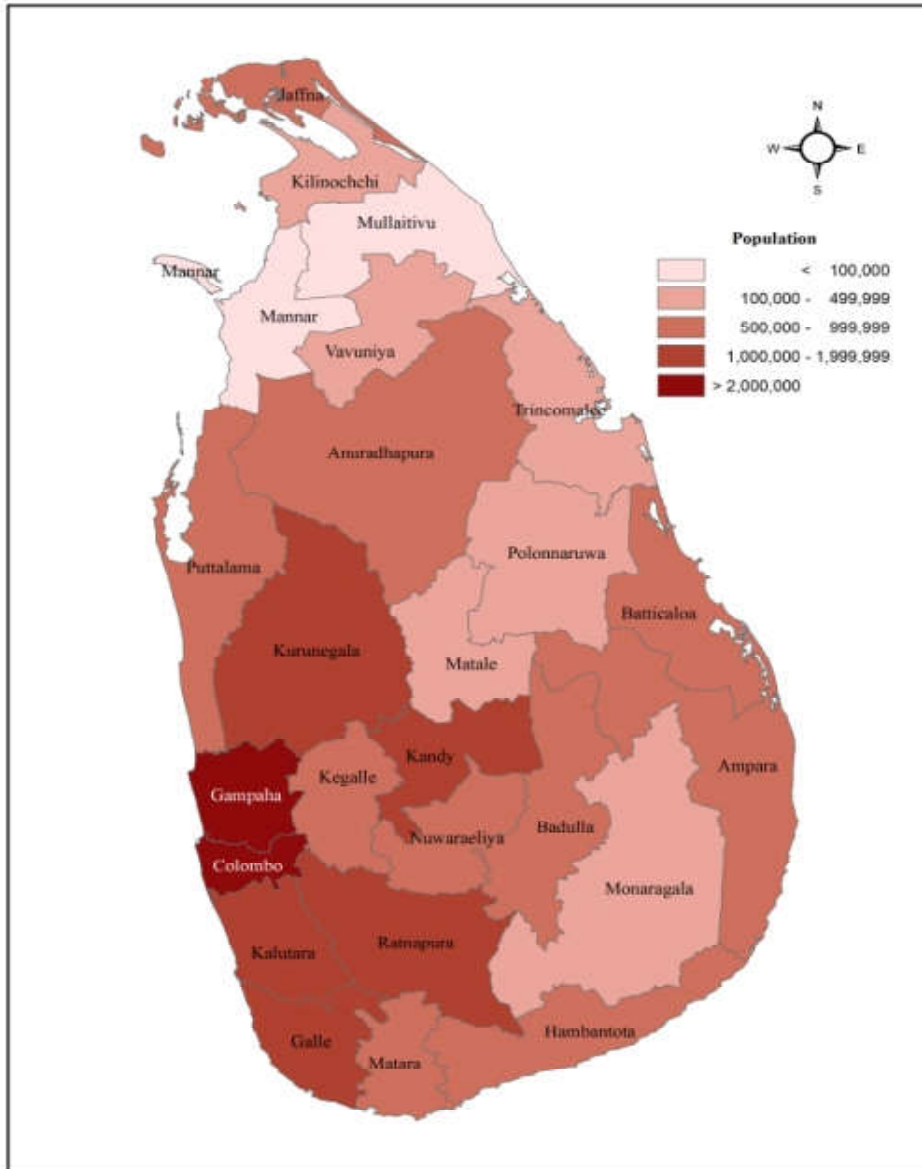 Jaffna
N
W E
S
Kilinochchi
Mullaitivu
Population
Mannar
< 100,000
100,000 - 499,999
Mannar
500,000 - 999,999
Vavuniya
1,000,000 - 1,999,999
> 2,000,000
Trincomalee
Anuradhapura
Polonnaruwa
Puttalama
Batticaloa
Kurunegala
Matale
Kandy
Ampara
Kegalle
Gampaha
Badulla
Nuwaraeliya
Colombo
Monaragala
Ratnapura
Kalutara
Hambantota
Galle
Matara